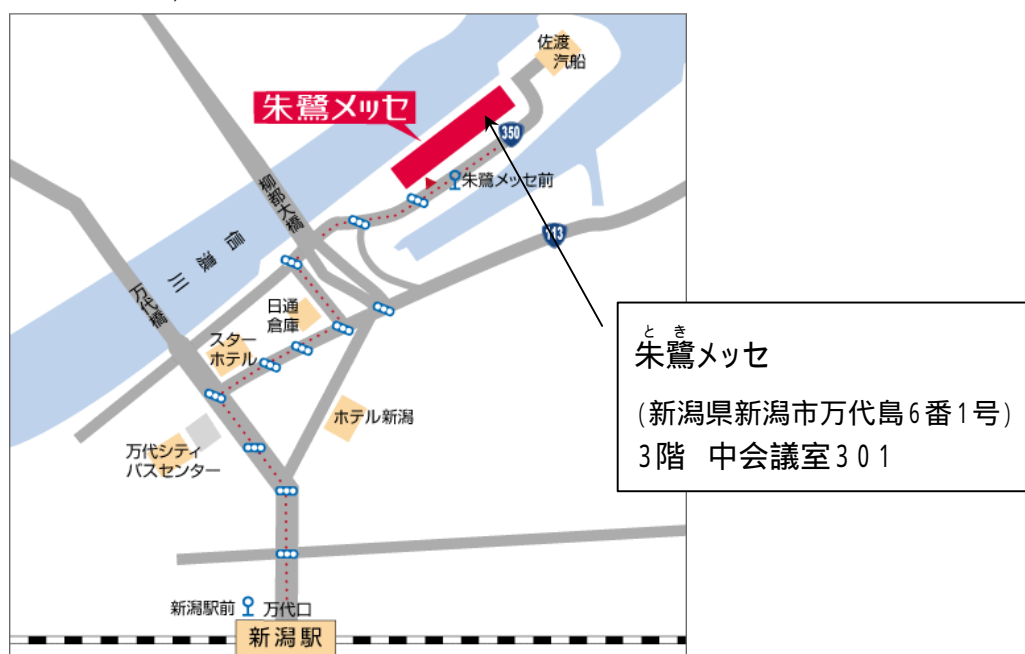 佐渡
汽船
朱鷺メッセ
350
朱鷺メッセ前
柳都大橋
113
信濃川
万代橋
日通
倉庫
スター
ホテル
ホテル新潟
万代シティ
バスセンター
とき
朱鷺メッセ
(新潟県新潟市万代島6番1号)
3階 中会議室301
新潟駅前 万代口
新潟駅